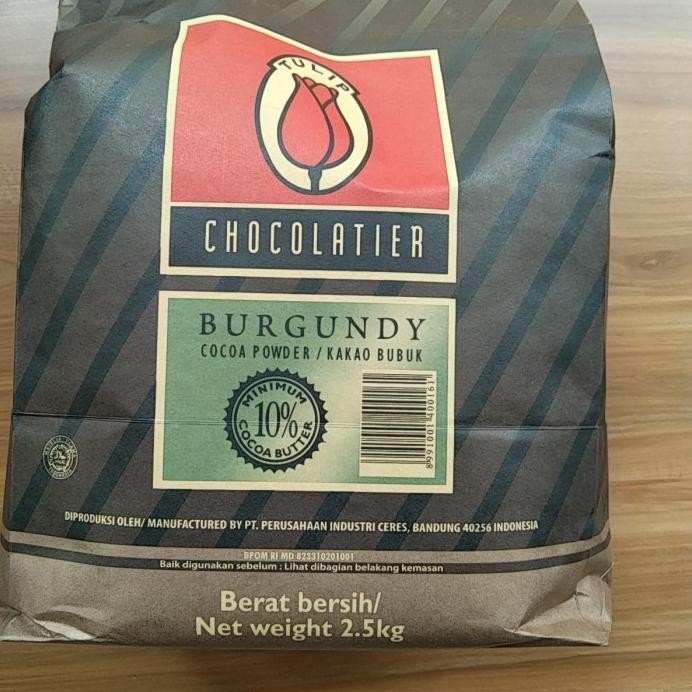 TULIP
CHOCOLATIER
BURGUNDY
COCOA POWDER / KAKAO BUBUK
MINIMUM
10%
COCOA BUTTER
8991001400161
DIPRODUKSI OLEH/ MANUFACTURED BY PT. PERUSAHAAN INDUSTRI CERES, BANDUNG 40256 INDONESIA
BPOM RI MD 823310201001
Baik digunakan sebelum : Lihat dibagian belakang kemasan
Berat bersih/
Net weight 2.5kg